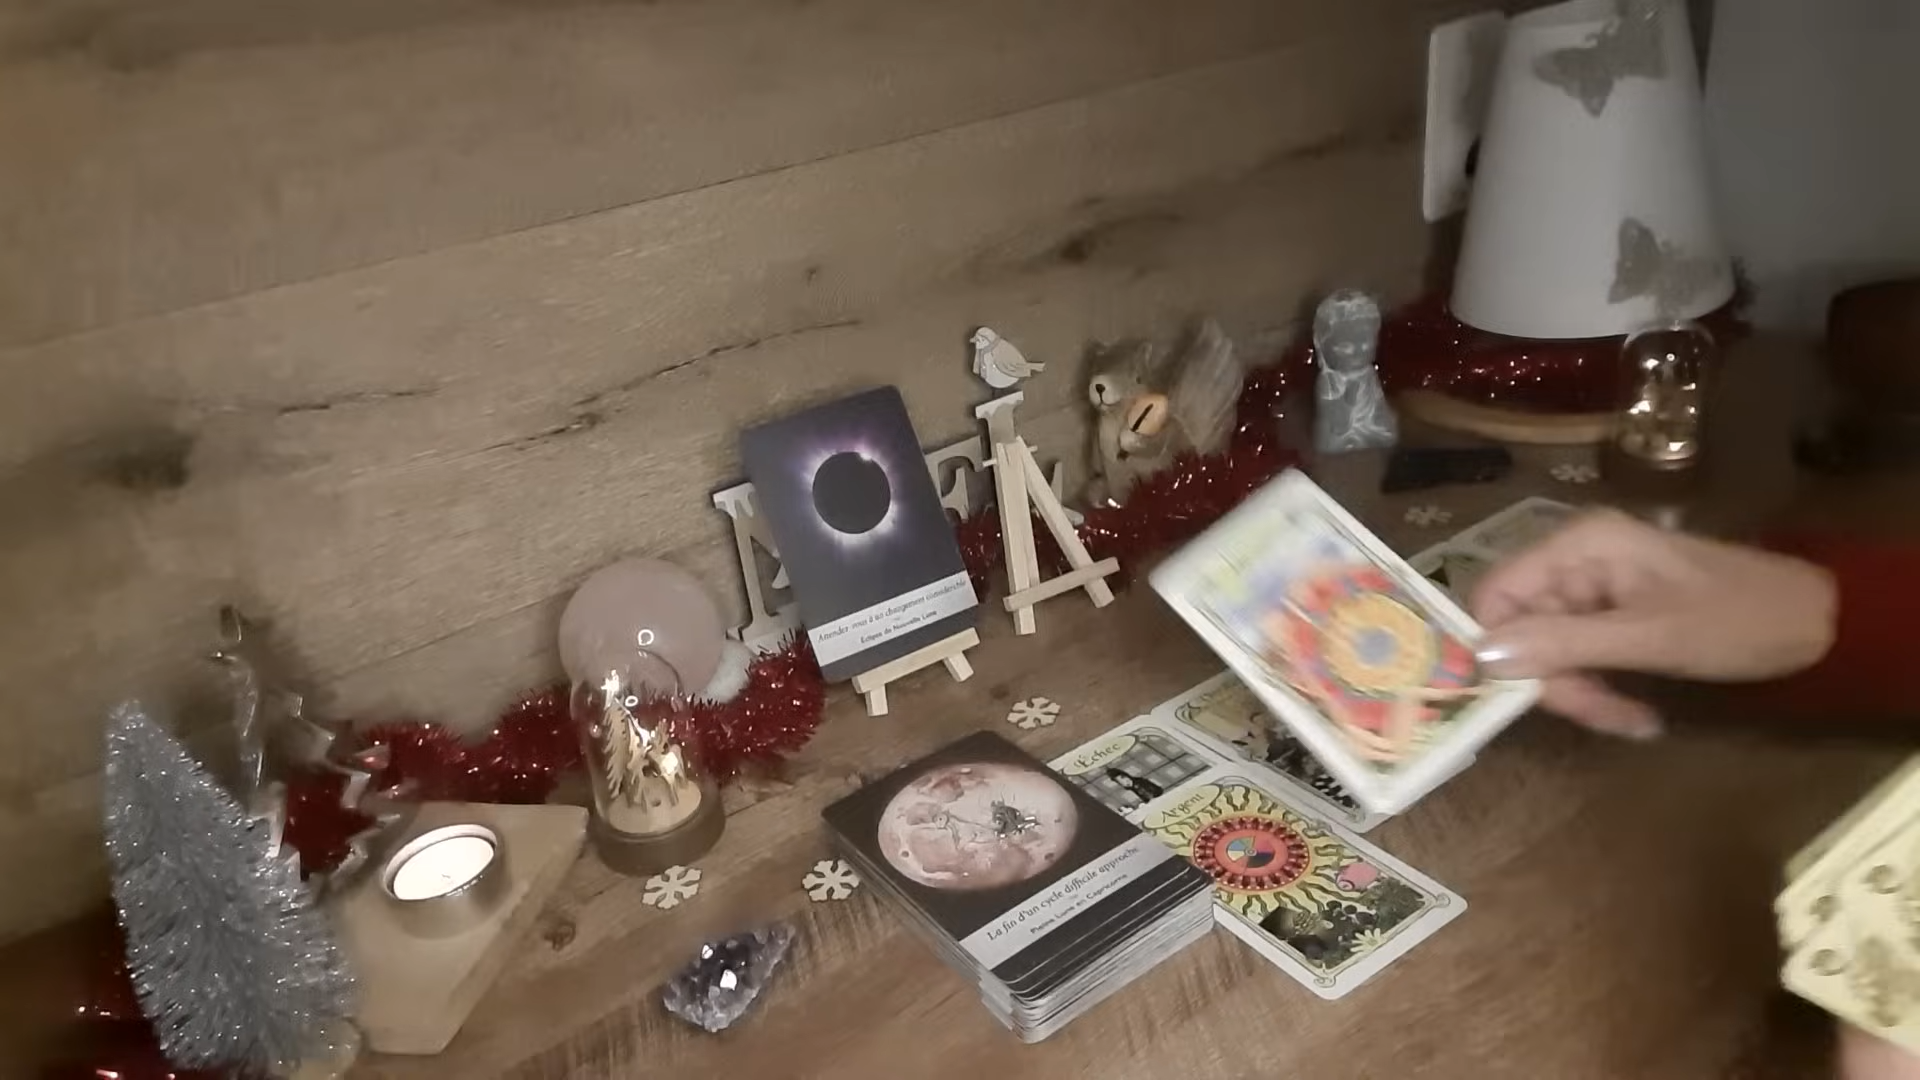 Attendez-vous à un changement considérable
Éclipse de Nouvelle Lune
Échec
Argent
La fin d'un cycle difficile approche
Pleine Lune en Capricorne